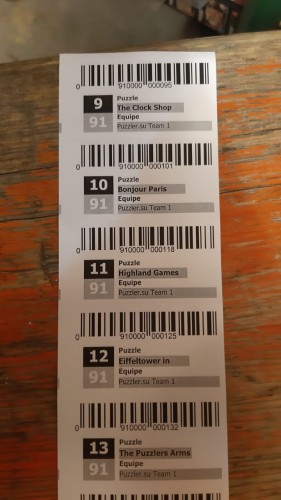 0 910000 000095
9 Puzzle
The Clock Shop
91 Equipe
Puzzler.su Team 1
0 910000 000101
10 Puzzle
Bonjour Paris
91 Equipe
Puzzler.su Team 1
0 910000 000118
11 Puzzle
Highland Games
91 Equipe
Puzzler.su Team 1
0 910000 000125
12 Puzzle
Eiffeltower in
91 Equipe
Puzzler.su Team 1
0 910000 000132
13 Puzzle
The Puzzlers Arms
91 Equipe
Puzzler.su Team 1